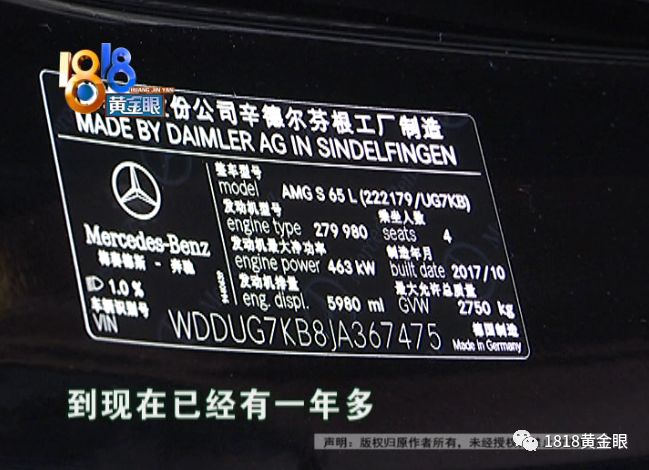 1818
HUANG JIN YAN
黄金眼
份公司辛德尔芬根工厂制造
MADE BY DAIMLER AG IN SINDELFINGEN
整车型号
model AMG S 65 L (222179/UG7KB)
发动机型号 乘坐人数
engine type 279 980 seats 4
发动机最大净功率 制造年月
engine power 463 kW built date 2017/10
发动机排量 最大允许总质量
eng. displ. 5980 ml GVW 2750 kg
Mercedes-Benz
梅赛德斯 - 奔驰
1.0 %
车辆识别号
VIN WDDUG7KB8JA367475
德国制造
Made in Germany
到现在已经有一年多
声明：版权归原作者所有，未经授权
1818黄金眼